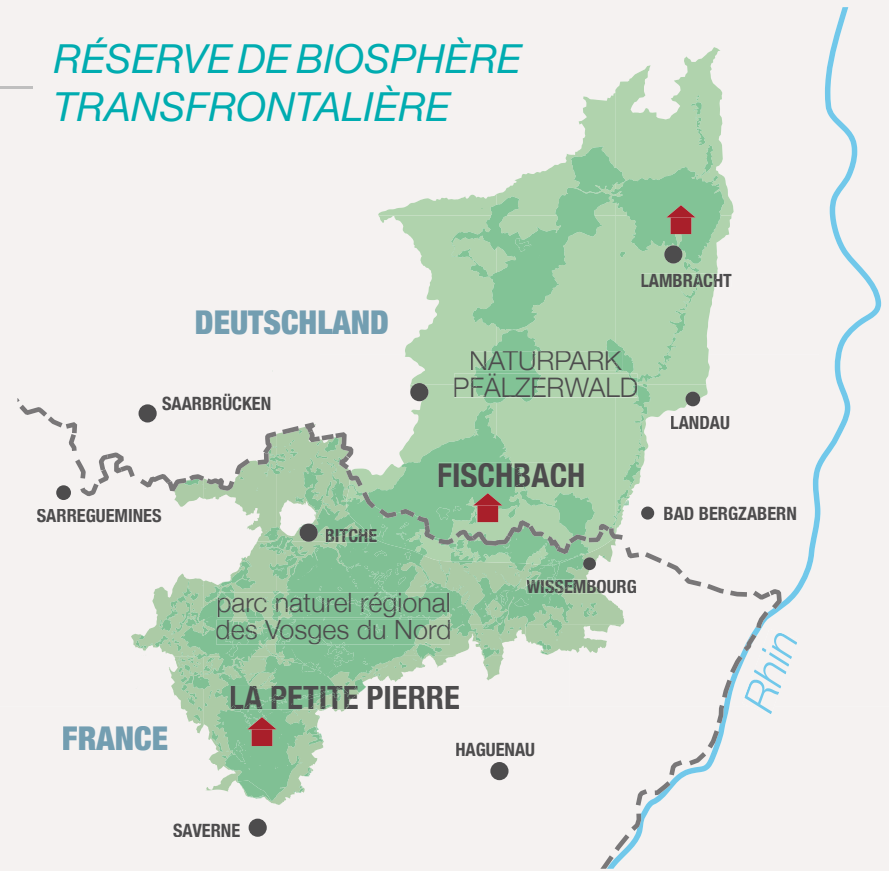 RÉSERVE DE BIOSPHÈRE
TRANSFRONTALIÈRE
LAMBRACHT
DEUTSCHLAND
NATURPARK
PFÄLZERWALD
SAARBRÜCKEN
LANDAU
FISCHBACH
SARREGUEMINES
BAD BERGZABERN
BITCHE
WISSEMBOURG
parc naturel régional
des Vosges du Nord
Rhin
LA PETITE PIERRE
FRANCE
HAGUENAU
SAVERNE